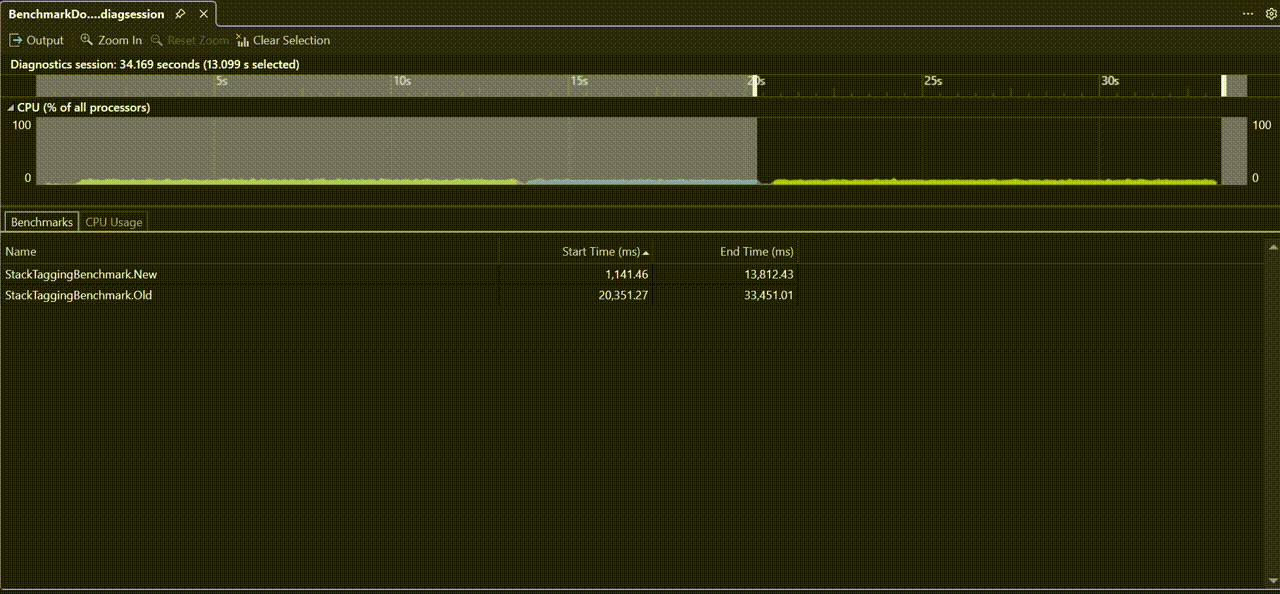 BenchmarkDo....diagsession
Output Zoom In Reset Zoom Clear Selection
Diagnostics session: 34.169 seconds (13.099 s selected)
5s 10s 15s 20s 25s 30s
CPU (% of all processors)
100 100
0 0
Benchmarks CPU Usage
Name Start Time (ms) End Time (ms)
StackTaggingBenchmark.New 1,141.46 13,812.43
StackTaggingBenchmark.Old 20,351.27 33,451.01